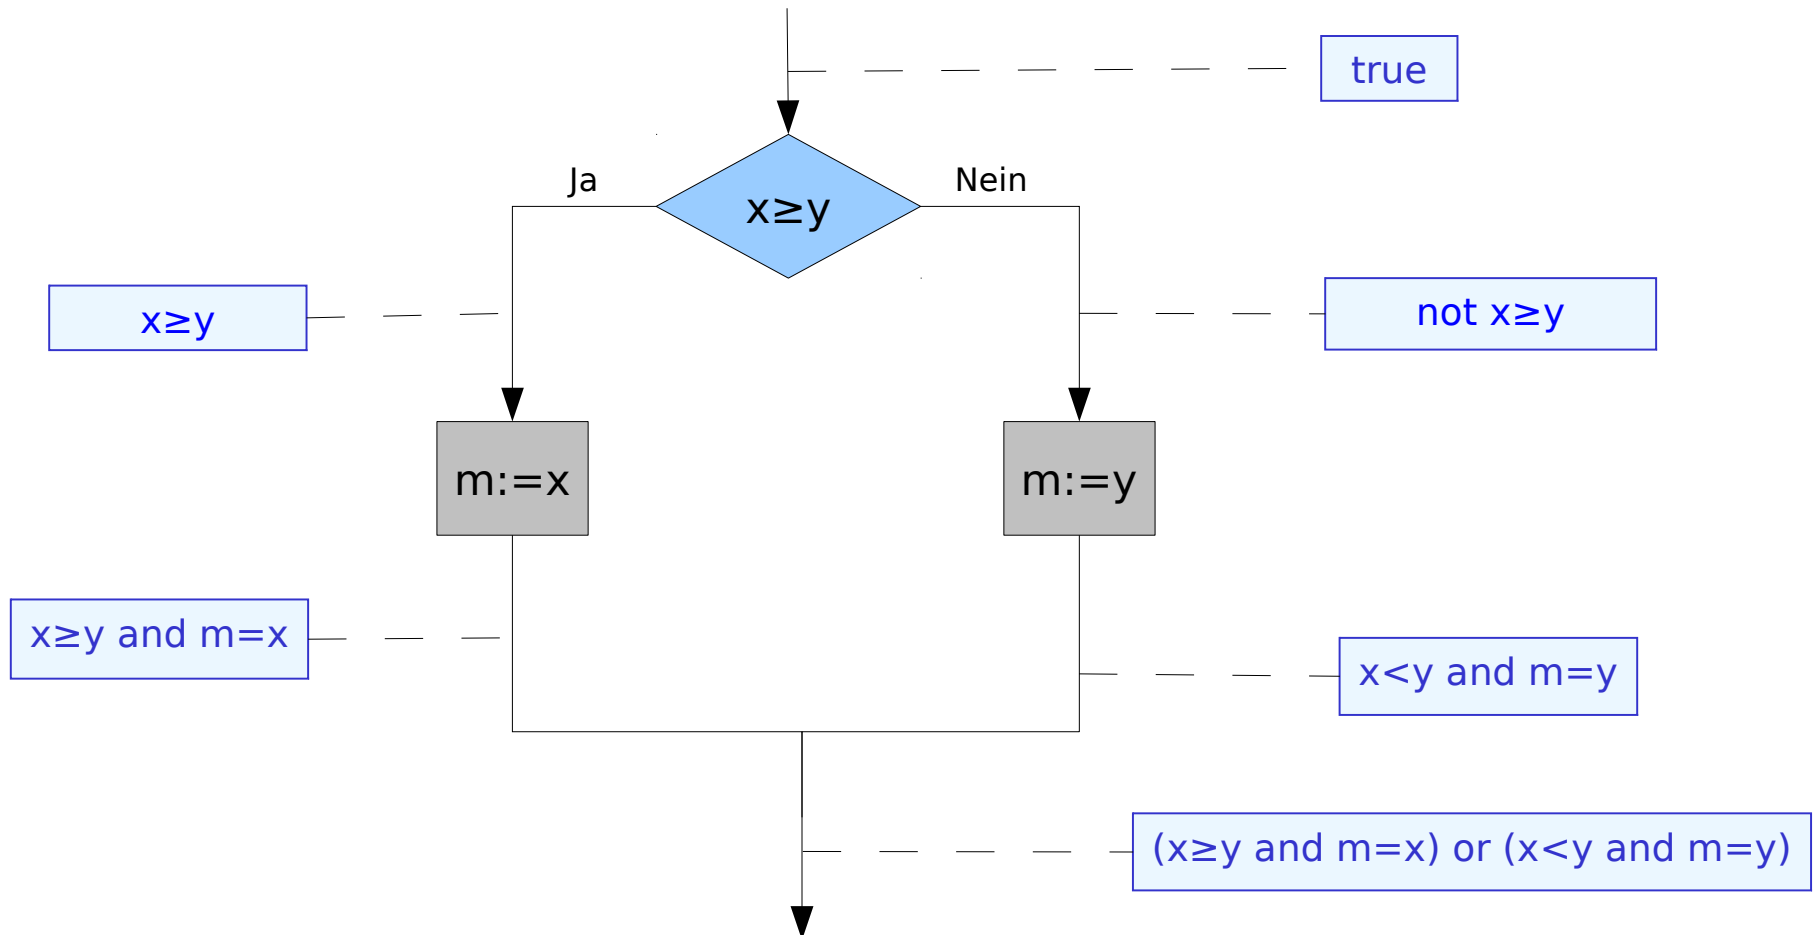 true
Ja
Nein
x≥y
x≥y
not x≥y
m:=x
m:=y
x≥y and m=x
x<y and m=y
(x≥y and m=x) or (x<y and m=y)